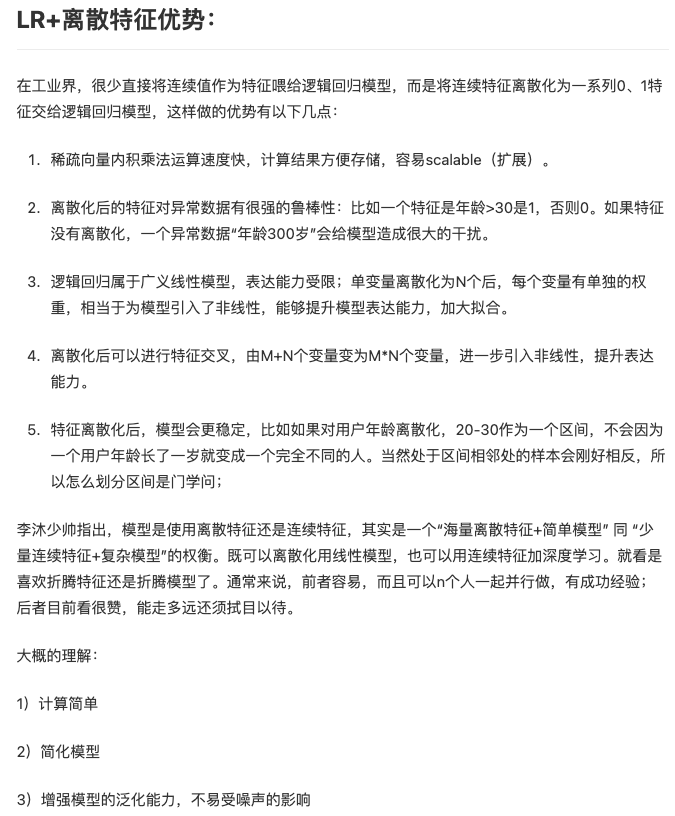 LR+离散特征优势：
在工业界，很少直接将连续值作为特征喂给逻辑回归模型，而是将连续特征离散化为一系列0、1特
征交给逻辑回归模型，这样做的优势有以下几点：
1. 稀疏向量内积乘法运算速度快，计算结果方便存储，容易scalable（扩展）。
2. 离散化后的特征对异常数据有很强的鲁棒性：比如一个特征是年龄>30是1，否则0。如果特征
没有离散化，一个异常数据“年龄300岁”会给模型造成很大的干扰。
3. 逻辑回归属于广义线性模型，表达能力受限；单变量离散化为N个后，每个变量有单独的权
重，相当于为模型引入了非线性，能够提升模型表达能力，加大拟合。
4. 离散化后可以进行特征交叉，由M+N个变量变为M*N个变量，进一步引入非线性，提升表达
能力。
5. 特征离散化后，模型会更稳定，比如如果对用户年龄离散化，20-30作为一个区间，不会因为
一个用户年龄长了一岁就变成一个完全不同的人。当然处于区间相邻处的样本会刚好相反，所
以怎么划分区间是门学问；
李沐少帅指出，模型是使用离散特征还是连续特征，其实是一个“海量离散特征+简单模型” 同 “少
量连续特征+复杂模型”的权衡。既可以离散化用线性模型，也可以用连续特征加深度学习。就看是
喜欢折腾特征还是折腾模型了。通常来说，前者容易，而且可以n个人一起并行做，有成功经验；
后者目前看很赞，能走多远还须拭目以待。
大概的理解：
1）计算简单
2）简化模型
3）增强模型的泛化能力，不易受噪声的影响